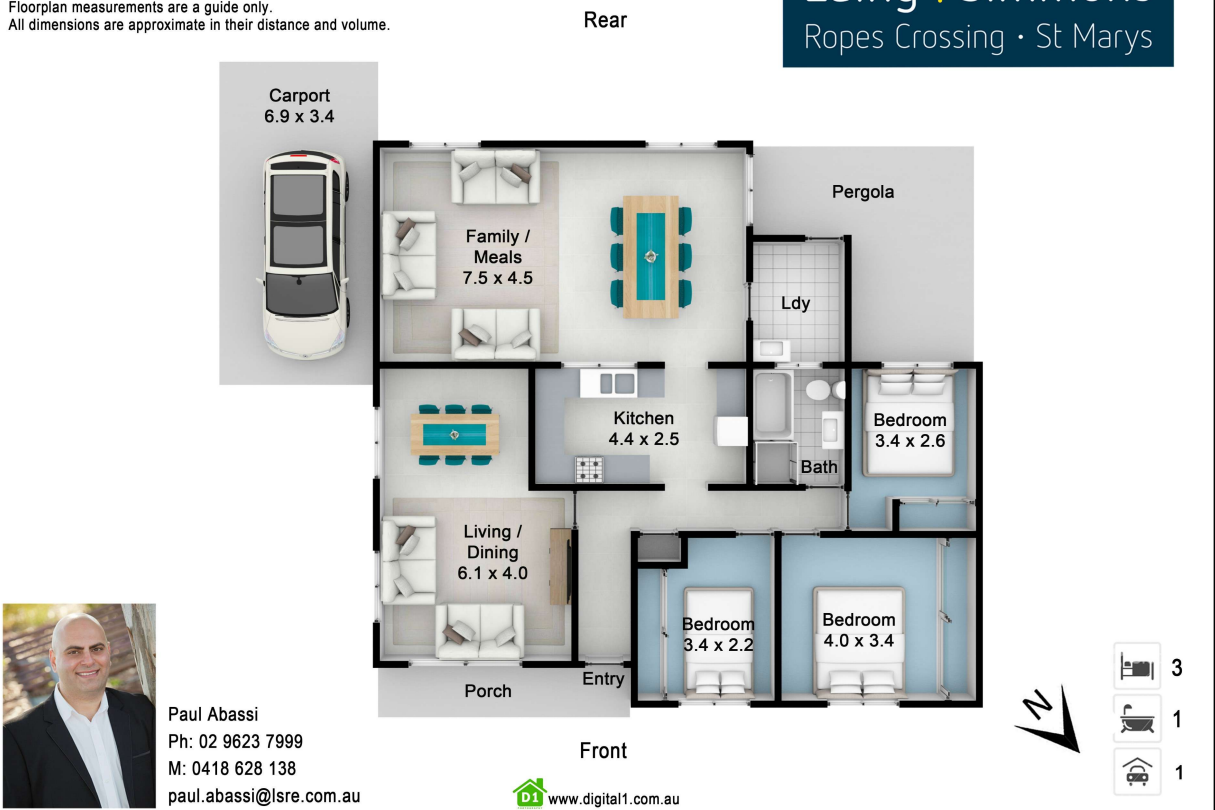 Floorplan measurements are a guide only.
All dimensions are approximate in their distance and volume.
Rear
Laing+Simmons
Ropes Crossing · St Marys
Carport
6.9 x 3.4
Pergola
Family /
Meals
7.5 x 4.5
Ldy
Kitchen
4.4 x 2.5
Bedroom
3.4 x 2.6
Bath
Living /
Dining
6.1 x 4.0
Bedroom
3.4 x 2.2
Bedroom
4.0 x 3.4
Entry
Porch
Front
N
3
1
1
Paul Abassi
Ph: 02 9623 7999
M: 0418 628 138
paul.abassi@lsre.com.au
D1
www.digital1.com.au